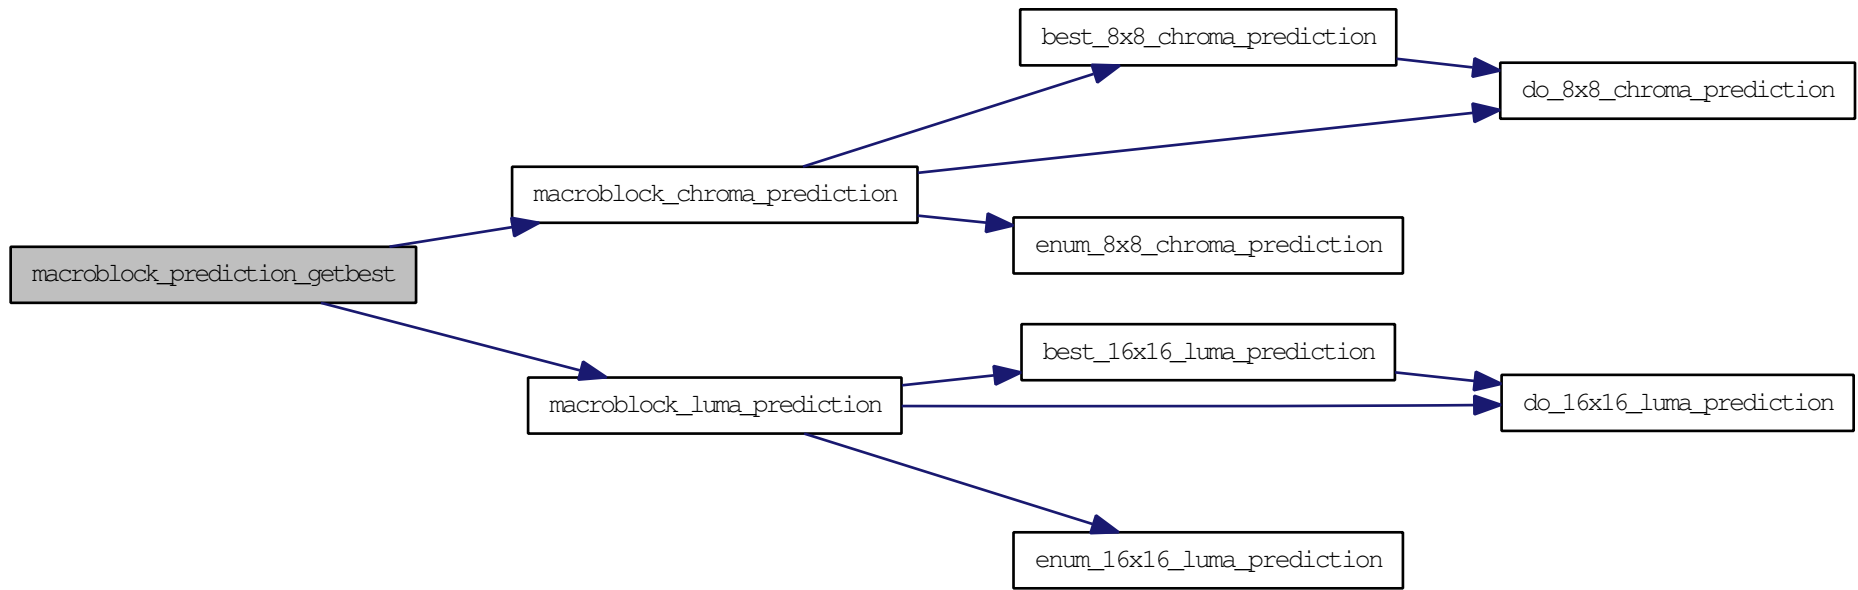 best_8x8_chroma_prediction
do_8x8_chroma_prediction
macroblock_chroma_prediction
enum_8x8_chroma_prediction
macroblock_prediction_getbest
best_16x16_luma_prediction
macroblock_luma_prediction
do_16x16_luma_prediction
enum_16x16_luma_prediction